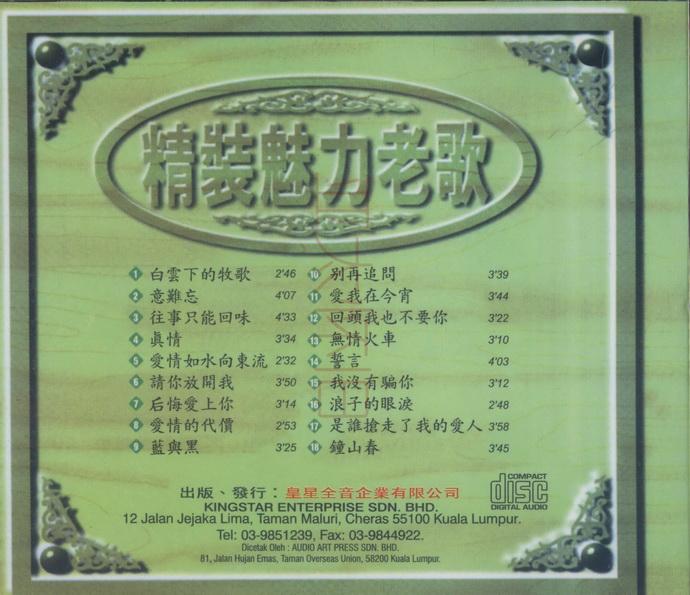 精裝魅力老歌
1 白雲下的牧歌 2'46
2 意難忘 4'07
3 往事只能回味 4'33
4 眞情 3'34
5 愛情如水向東流 2'32
6 請你放開我 3'50
7 后悔愛上你 3'14
8 愛情的代價 2'53
9 藍與黑 3'25
10 别再追問 3'39
11 愛我在今宵 3'44
12 回頭我也不要你 3'22
13 無情火車 3'10
14 誓言 4'03
15 我沒有騙你 3'12
16 浪子的眼淚 2'48
17 是誰搶走了我的愛人 3'58
18 鐘山春 3'45
出版、發行：皇星全音企業有限公司
KINGSTAR ENTERPRISE SDN. BHD.
12 Jalan Jejaka Lima, Taman Maluri, Cheras 55100 Kuala Lumpur.
Tel: 03-9851239, Fax: 03-9844922.
Dicetak Oleh : AUDIO ART PRESS SDN. BHD.
81, Jalan Hujan Emas, Taman Overseas Union, 58200 Kuala Lumpur.
COMPACT
disc
DIGITAL AUDIO